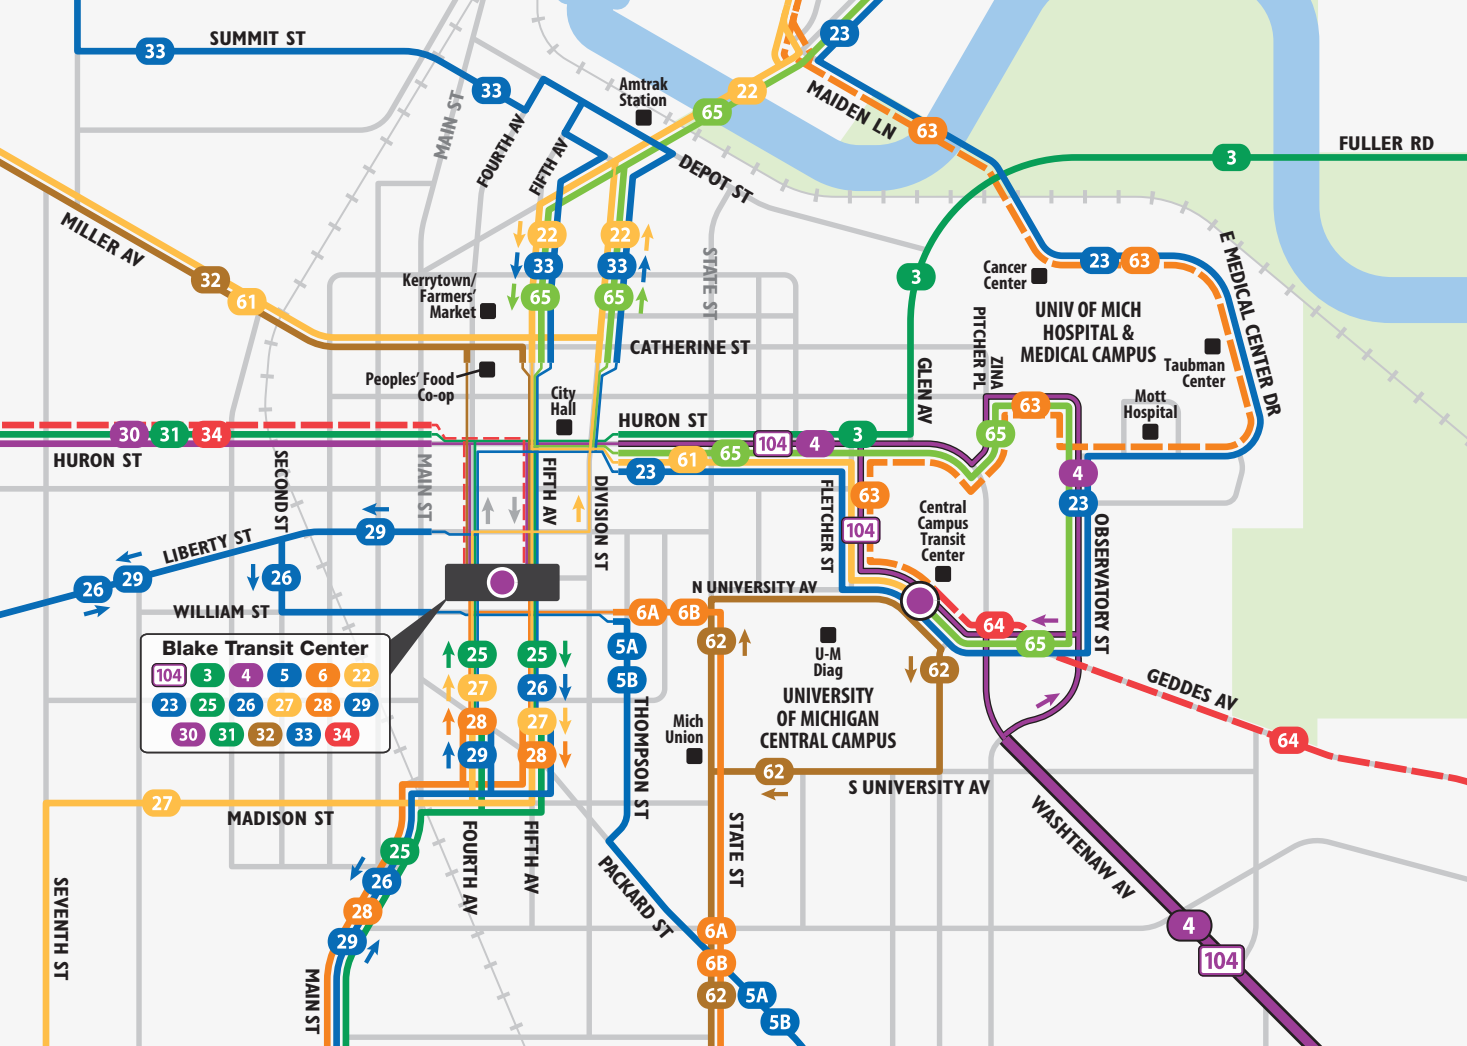 SUMMIT ST
33
33
23
22
65
Amtrak
Station
MAIDEN LN
63
FULLER RD
3
MAIN ST
FOURTH AV
FIFTH AV
DEPOT ST
MILLER AV
32
61
22
22
33
33
65
65
STATE ST
Kerrytown/
Farmers'
Market
3
Cancer
Center
23
63
E MEDICAL CENTER DR
UNIV OF MICH
HOSPITAL &
MEDICAL CAMPUS
PITCHER PL
ZINA
Taubman
Center
CATHERINE ST
GLEN AV
Peoples' Food
Co-op
City
Hall
Mott
Hospital
63
65
30
31
34
HURON ST
HURON ST
104
4
3
61
65
23
4
23
SECOND ST
MAIN ST
FIFTH AV
DIVISION ST
FLETCHER ST
63
104
Central
Campus
Transit
Center
OBSERVATORY ST
LIBERTY ST
29
26
29
26
WILLIAM ST
N UNIVERSITY AV
6A
6B
62
64
65
5A
5B
U-M
Diag
62
Blake Transit Center
104
3
4
5
6
22
23
25
26
27
28
29
30
31
32
33
34
25
25
27
26
28
27
29
28
THOMPSON ST
Mich
Union
UNIVERSITY
OF MICHIGAN
CENTRAL CAMPUS
GEDDES AV
64
62
S UNIVERSITY AV
27
MADISON ST
FOURTH AV
FIFTH AV
STATE ST
WASHTENAW AV
25
26
28
29
SEVENTH ST
MAIN ST
PACKARD ST
6A
6B
62
5A
5B
4
104